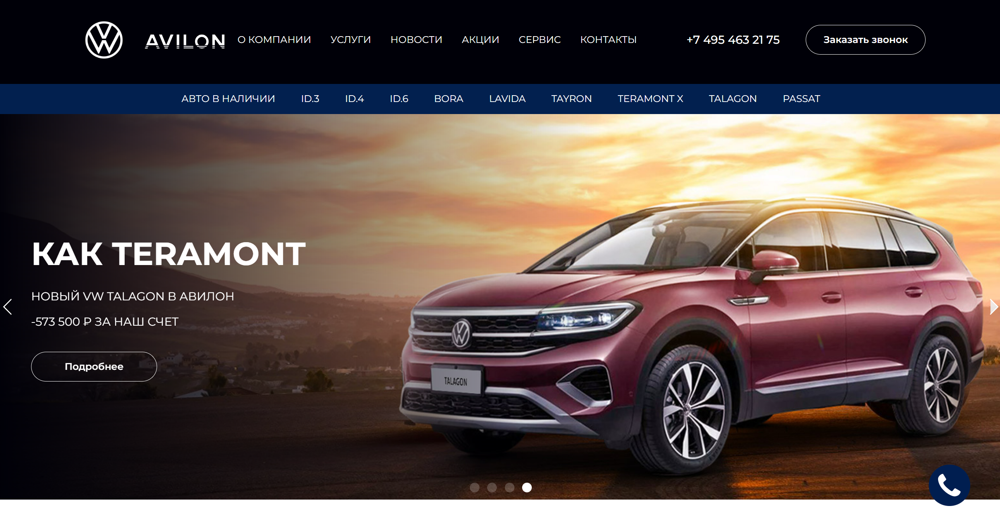 AVILON
О КОМПАНИИ УСЛУГИ НОВОСТИ АКЦИИ СЕРВИС КОНТАКТЫ
+7 495 463 21 75
Заказать звонок
АВТО В НАЛИЧИИ ID.3 ID.4 ID.6 BORA LAVIDA TAYRON TERAMONT X TALAGON PASSAT
КАК TERAMONT
НОВЫЙ VW TALAGON В АВИЛОН
-573 500 ₽ ЗА НАШ СЧЕТ
Подробнее
TALAGON